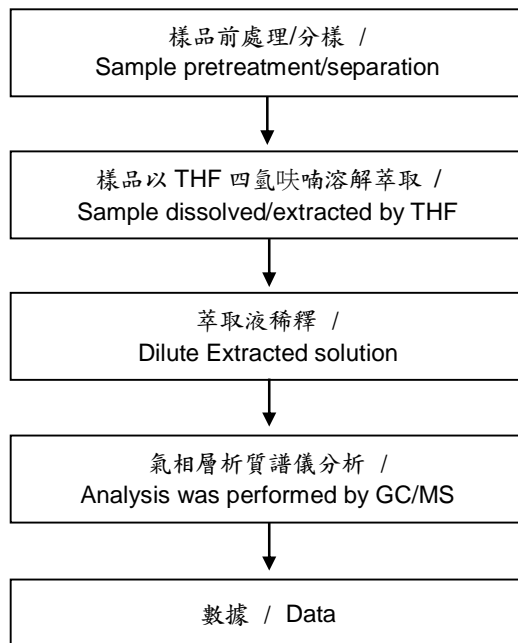 樣品前處理/分樣 /
Sample pretreatment/separation
樣品以 THF 四氫呋喃溶解萃取 /
Sample dissolved/extracted by THF
萃取液稀釋 /
Dilute Extracted solution
氣相層析質譜儀分析 /
Analysis was performed by GC/MS
數據 / Data